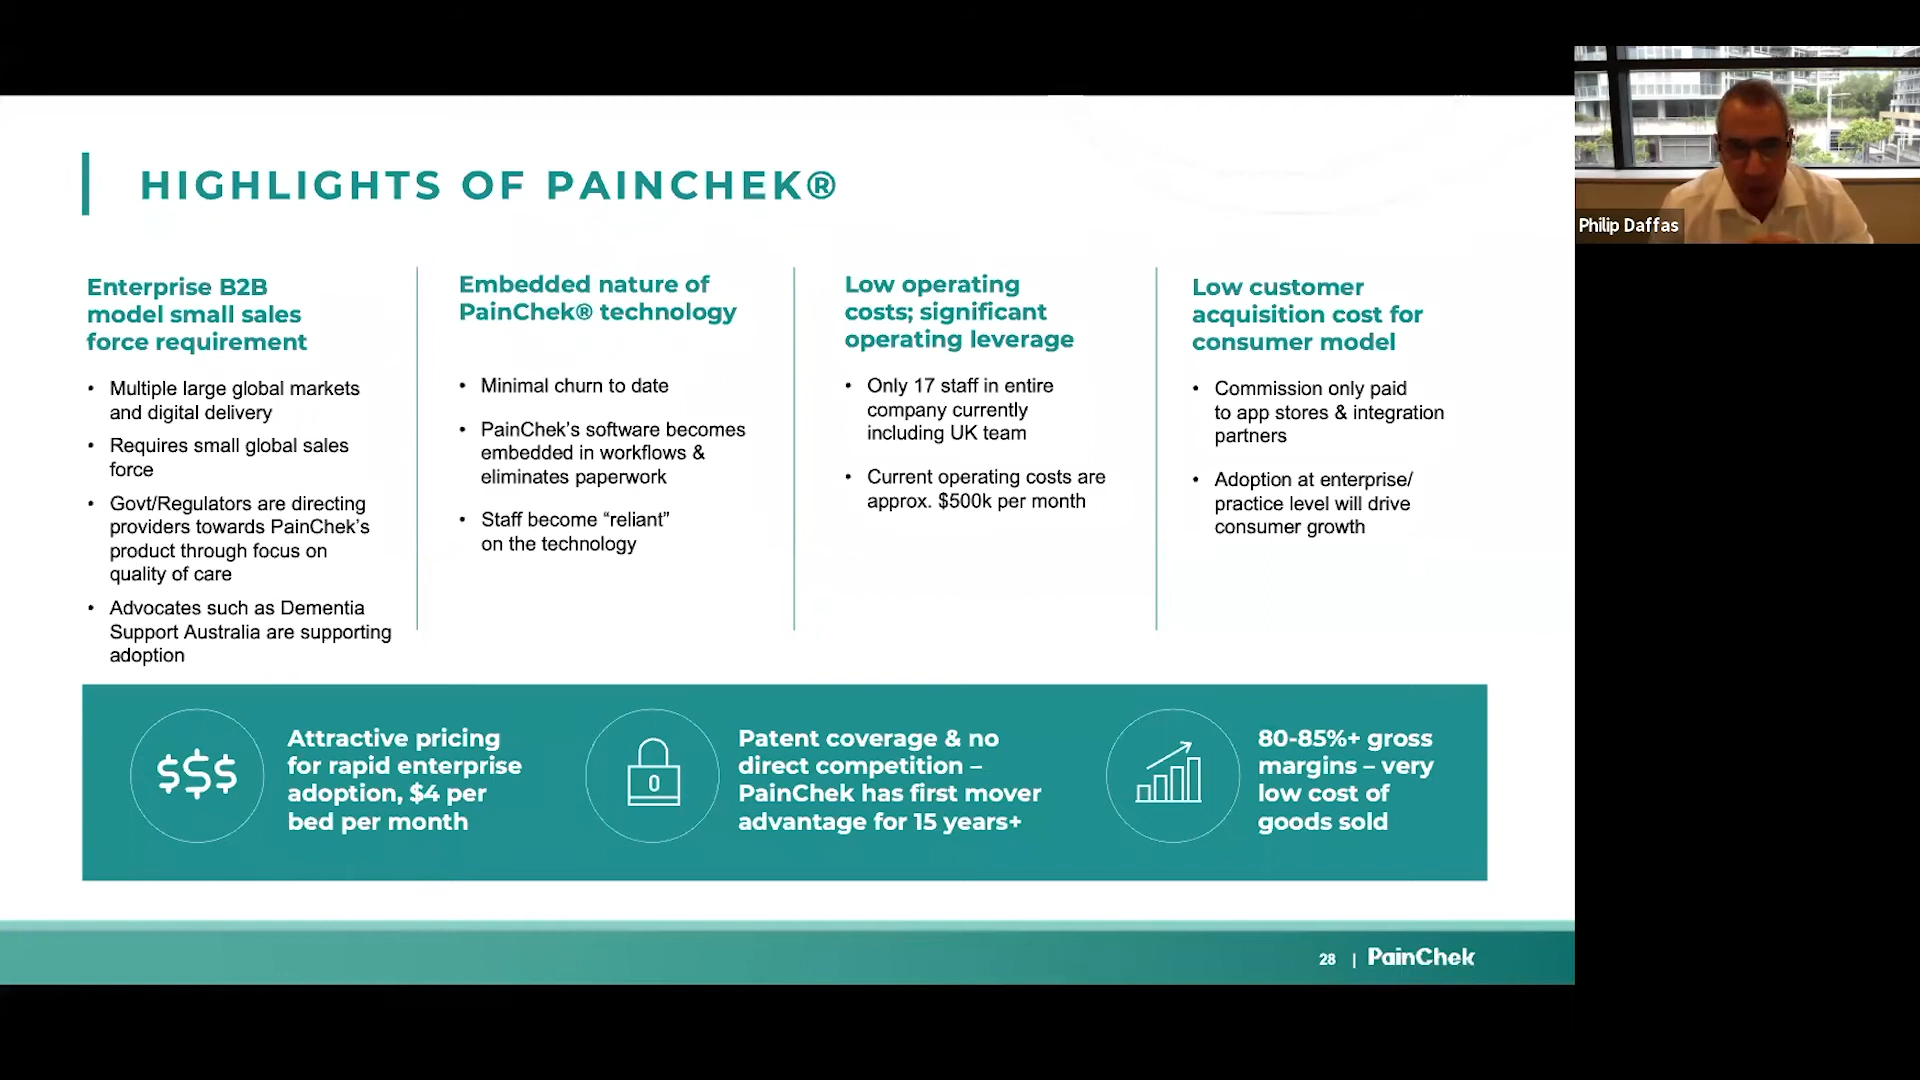 HIGHLIGHTS OF PAINCHEK®
Enterprise B2B
model small sales
force requirement
• Multiple large global markets
and digital delivery
• Requires small global sales
force
• Govt/Regulators are directing
providers towards PainChek’s
product through focus on
quality of care
• Advocates such as Dementia
Support Australia are supporting
adoption
Embedded nature of
PainChek® technology
• Minimal churn to date
• PainChek’s software becomes
embedded in workflows &
eliminates paperwork
• Staff become “reliant”
on the technology
Low operating
costs; significant
operating leverage
• Only 17 staff in entire
company currently
including UK team
• Current operating costs are
approx. $500k per month
Low customer
acquisition cost for
consumer model
• Commission only paid
to app stores & integration
partners
• Adoption at enterprise/
practice level will drive
consumer growth
$$$
Attractive pricing
for rapid enterprise
adoption, $4 per
bed per month
Patent coverage & no
direct competition –
PainChek has first mover
advantage for 15 years+
80-85%+ gross
margins – very
low cost of
goods sold
28 | PainChek
Philip Daffas